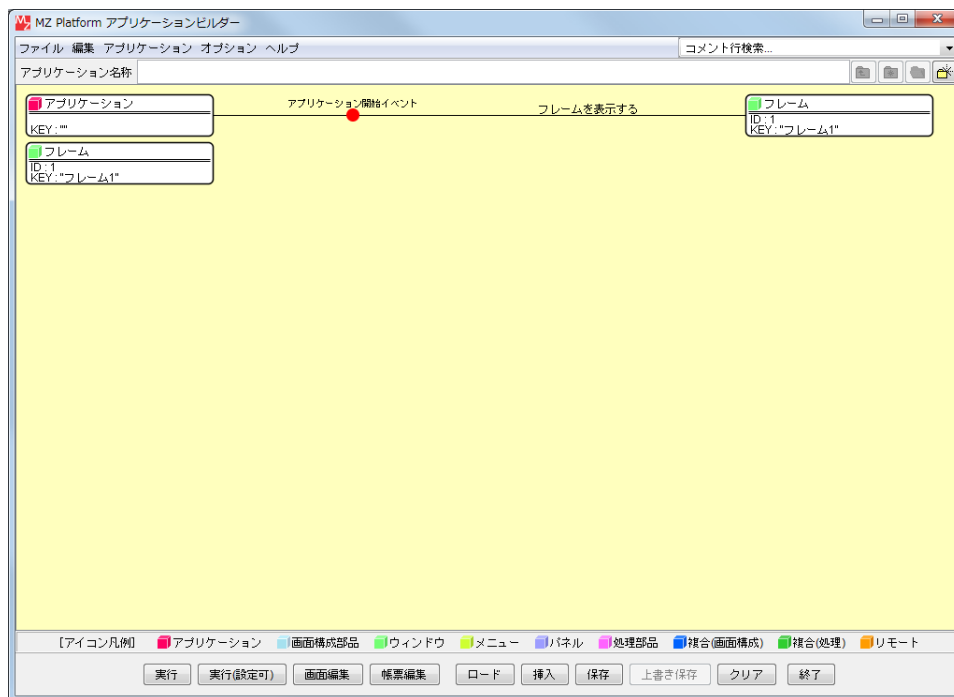 MZ Platform アプリケーションビルダー
ファイル 編集 アプリケーション オプション ヘルプ コメント行検索...
アプリケーション名称
アプリケーション アプリケーション開始イベント フレームを表示する フレーム
KEY:"" ID:1
KEY:"フレーム1"
フレーム
ID:1
KEY:"フレーム1"
[アイコン凡例] アプリケーション 画面構成部品 ウィンドウ メニュー パネル 処理部品 複合(画面構成) 複合(処理) リモート
実行 実行(設定可) 画面編集 帳票編集 ロード 挿入 保存 上書き保存 クリア 終了